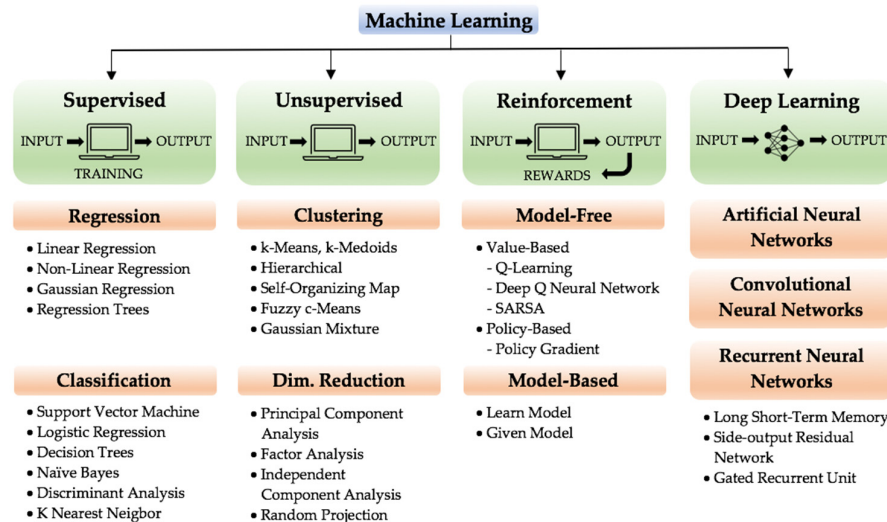 Machine Learning
Supervised
INPUT
OUTPUT
TRAINING
Regression
• Linear Regression
• Non-Linear Regression
• Gaussian Regression
• Regression Trees
Classification
• Support Vector Machine
• Logistic Regression
• Decision Trees
• Naïve Bayes
• Discriminant Analysis
• K Nearest Neigbor
Unsupervised
INPUT
OUTPUT
Clustering
• k-Means, k-Medoids
• Hierarchical
• Self-Organizing Map
• Fuzzy c-Means
• Gaussian Mixture
Dim. Reduction
• Principal Component
Analysis
• Factor Analysis
• Independent
Component Analysis
• Random Projection
Reinforcement
INPUT
OUTPUT
REWARDS
Model-Free
• Value-Based
- Q-Learning
- Deep Q Neural Network
- SARSA
• Policy-Based
- Policy Gradient
Model-Based
• Learn Model
• Given Model
Deep Learning
INPUT
OUTPUT
Artificial Neural
Networks
Convolutional
Neural Networks
Recurrent Neural
Networks
• Long Short-Term Memory
• Side-output Residual
Network
• Gated Recurrent Unit